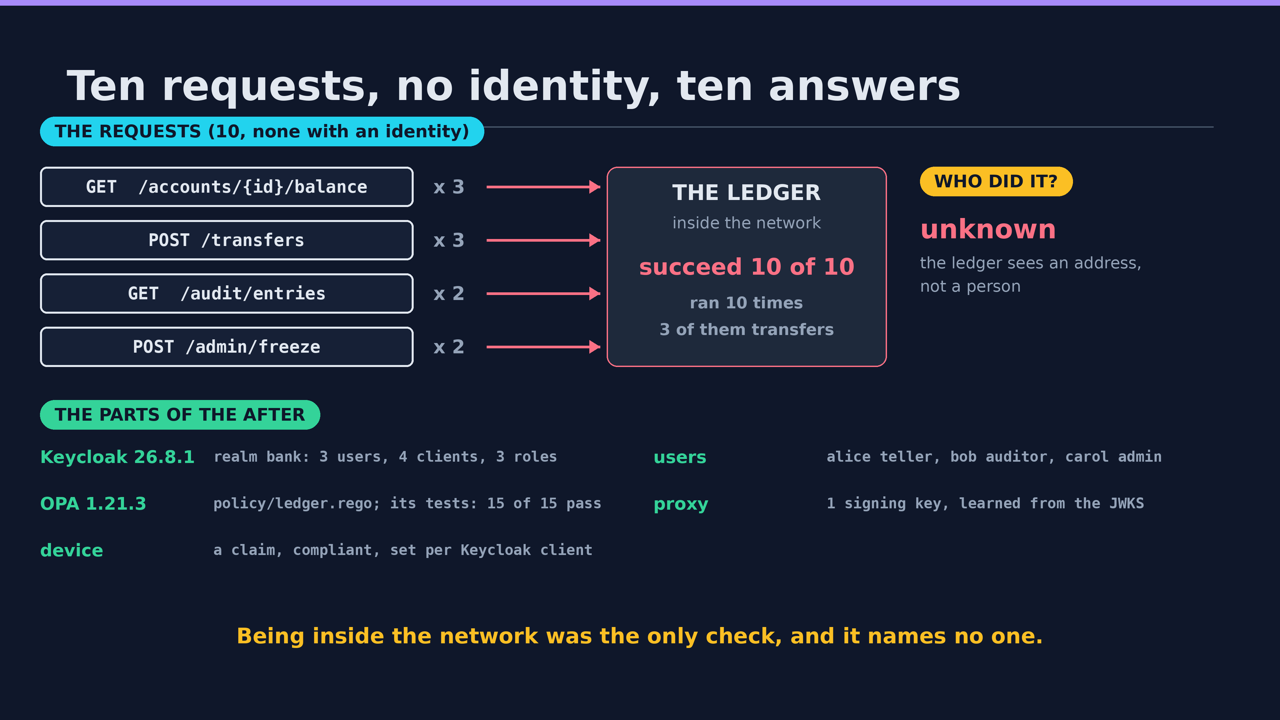 Ten requests, no identity, ten answers
THE REQUESTS (10, none with an identity)
GET /accounts/{id}/balance x 3
POST /transfers x 3
GET /audit/entries x 2
POST /admin/freeze x 2
THE LEDGER
inside the network
succeed 10 of 10
ran 10 times
3 of them transfers
WHO DID IT?
unknown
the ledger sees an address,
not a person
THE PARTS OF THE AFTER
Keycloak 26.8.1 realm bank: 3 users, 4 clients, 3 roles
users alice teller, bob auditor, carol admin
OPA 1.21.3 policy/ledger.rego; its tests: 15 of 15 pass
proxy 1 signing key, learned from the JWKS
device a claim, compliant, set per Keycloak client
Being inside the network was the only check, and it names no one.